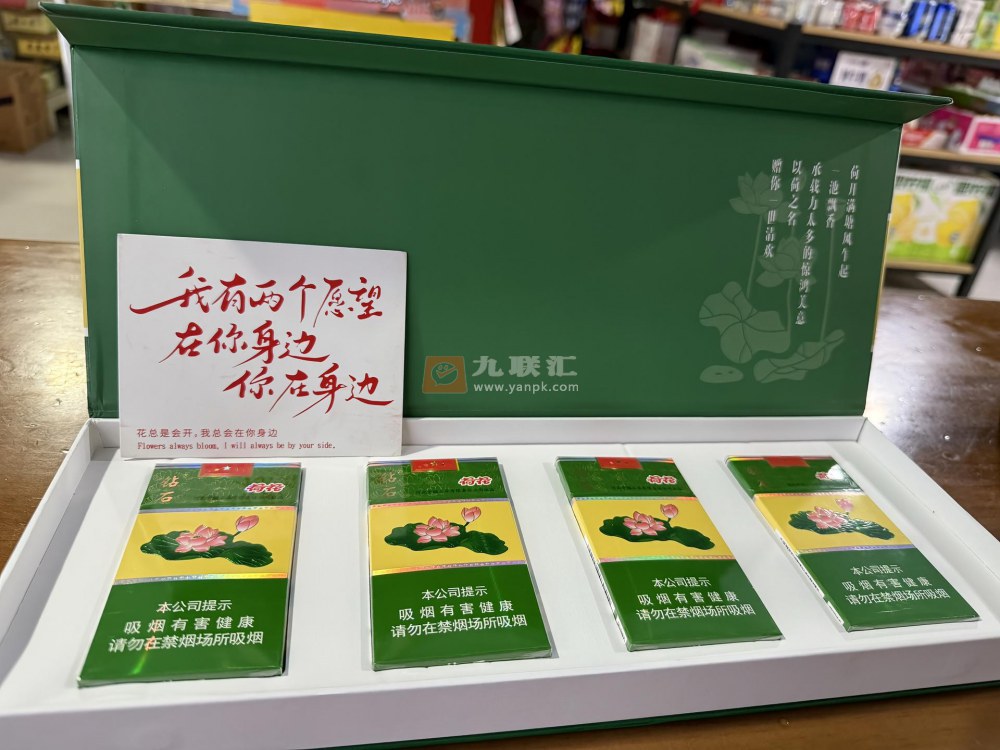 荷开满塘风乍起
一池飘香
承载了太多的惊鸿美意
以荷之名
赠你一世清欢
我有两个愿望
在你身边
你在身边
花总是会开，我总会在你身边
Flowers always bloom, I will always be by your side.
九联汇
www.yanpk.com
钻石
荷花
本公司提示
吸烟有害健康
请勿在禁烟场所吸烟
钻石
荷花
本公司提示
吸烟有害健康
请勿在禁烟场所吸烟
荷花
本公司提示
吸烟有害健康
请勿在禁烟场所吸烟
荷花
本公司提示
吸烟有害健康
请勿在禁烟场所吸烟